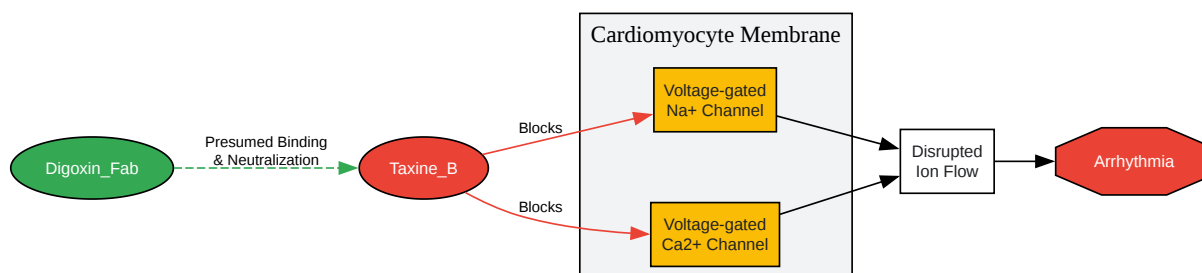 Cardiomyocyte Membrane
Digoxin_Fab
Presumed Binding
& Neutralization
Taxine_B
Blocks
Blocks
Voltage-gated
Na+ Channel
Voltage-gated
Ca2+ Channel
Disrupted
Ion Flow
Arrhythmia